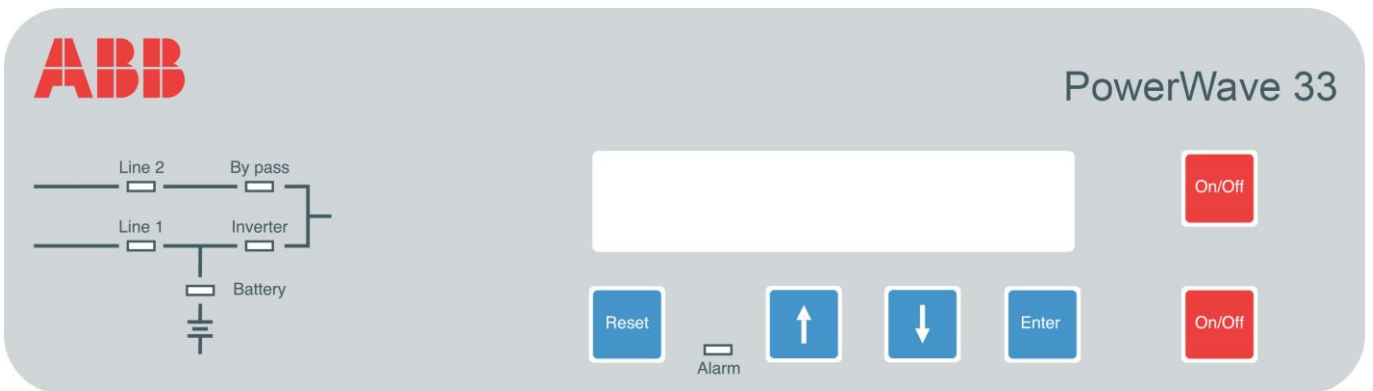 ABB
PowerWave 33
Line 2 By pass
On/Off
Line 1 Inverter
Battery
Reset
Enter
On/Off
Alarm